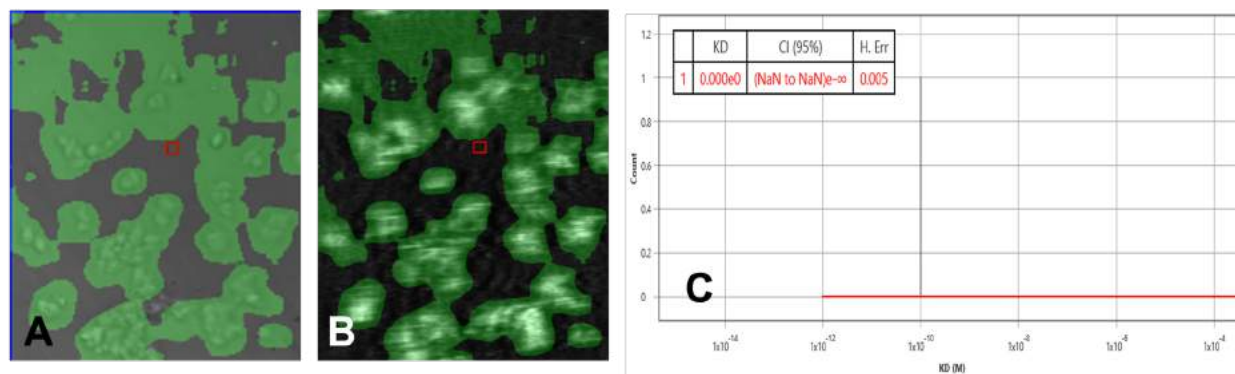 KD CI (95%) H. Err
1 0.000e0 (NaN to NaN)e-∞ 0.005
1.2
1
0.8
0.6
0.4
0.2
0
Count
1x10⁻¹⁴ 1x10⁻¹² 1x10⁻¹⁰ 1x10⁻⁸ 1x10⁻⁶ 1x10⁻⁴
KD (M)
A
B
C